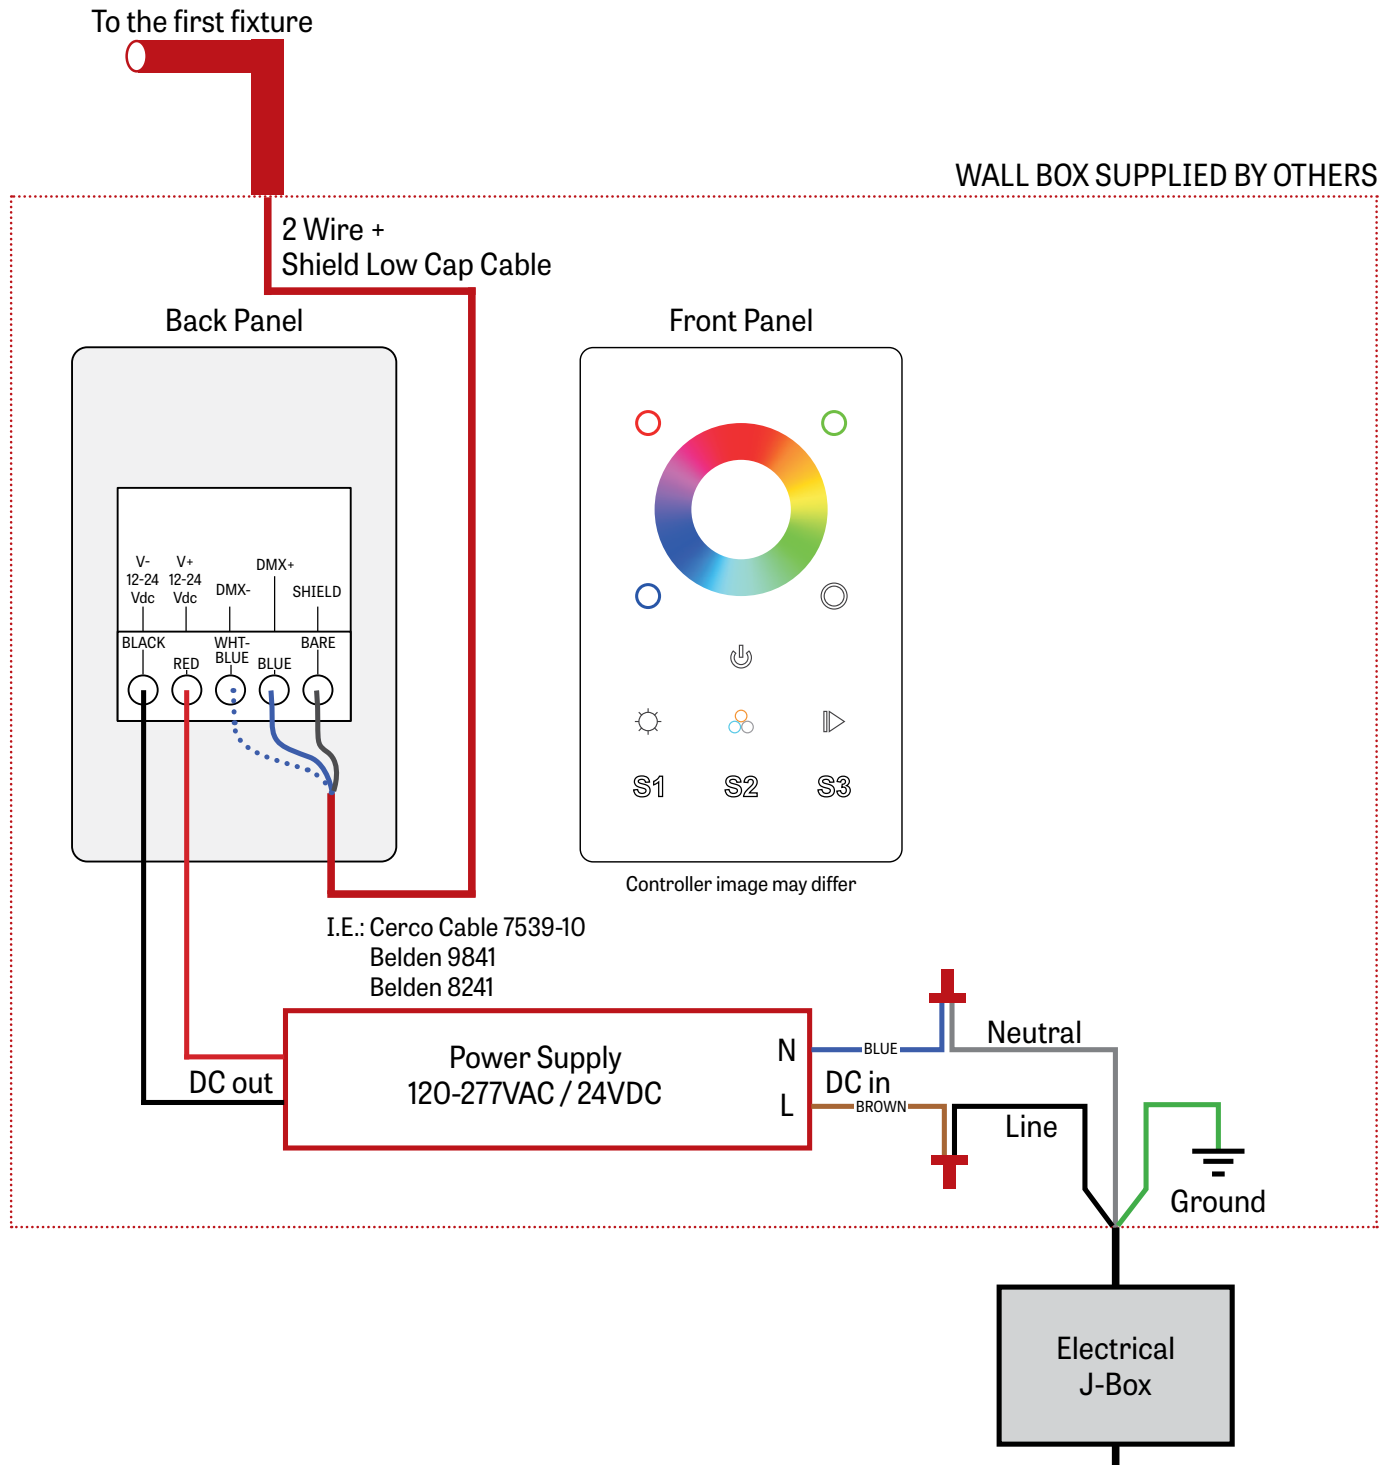 To the first fixture
WALL BOX SUPPLIED BY OTHERS
2 Wire +
Shield Low Cap Cable
Back Panel
Front Panel
V-
12-24
Vdc
V+
12-24
Vdc
DMX-
DMX+
SHIELD
BLACK
RED
WHT-
BLUE
BLUE
BARE
S1
S2
S3
Controller image may differ
I.E.: Cerco Cable 7539-10
Belden 9841
Belden 8241
DC out
Power Supply
120-277VAC / 24VDC
N
L
BLUE
DC in
BROWN
Neutral
Line
Ground
Electrical
J-Box